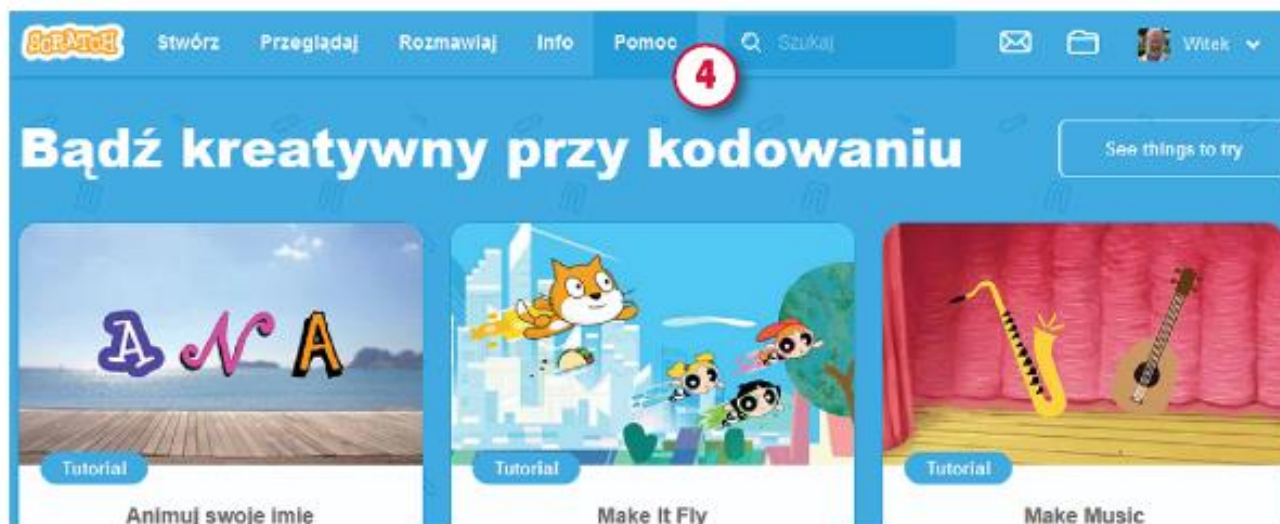 SCRATCH Stwórz Przeglądaj Rozmawiaj Info Pomoc Szukaj Witek
4
Bądź kreatywny przy kodowaniu
See things to try
ANA
Tutorial Tutorial Tutorial
Animuj swoje imię Make It Fly Make Music